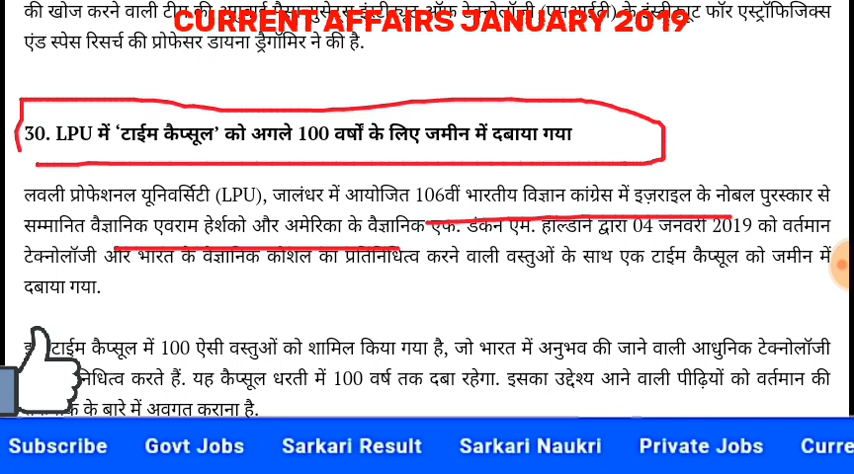 की खोज करने वाली टीम की
CURRENT AFFAIRS JANUARY 2019
फॉर एस्ट्रॉफिजिक्स
एंड स्पेस रिसर्च की प्रोफेसर डायना ड्रैगॉमिर ने की है.
30. LPU में ‘टाईम कैप्सूल’ को अगले 100 वर्षों के लिए जमीन में दबाया गया
लवली प्रोफेशनल यूनिवर्सिटी (LPU), जालंधर में आयोजित 106वीं भारतीय विज्ञान कांग्रेस में इज़राइल के नोबल पुरस्कार से
सम्मानित वैज्ञानिक एवराम हेर्शको और अमेरिका के वैज्ञानिक एफ. डंकन एम. हाल्डाने द्वारा 04 जनवरी 2019 को वर्तमान
टेक्नोलॉजी और भारत के वैज्ञानिक कौशल का प्रतिनिधित्व करने वाली वस्तुओं के साथ एक टाईम कैप्सूल को जमीन में
दबाया गया.
टाईम कैप्सूल में 100 ऐसी वस्तुओं को शामिल किया गया है, जो भारत में अनुभव की जाने वाली आधुनिक टेक्नोलॉजी
निधित्व करते हैं. यह कैप्सूल धरती में 100 वर्ष तक दबा रहेगा. इसका उद्देश्य आने वाली पीढ़ियों को वर्तमान की
के बारे में अवगत कराना है.
Subscribe Govt Jobs Sarkari Result Sarkari Naukri Private Jobs Curre